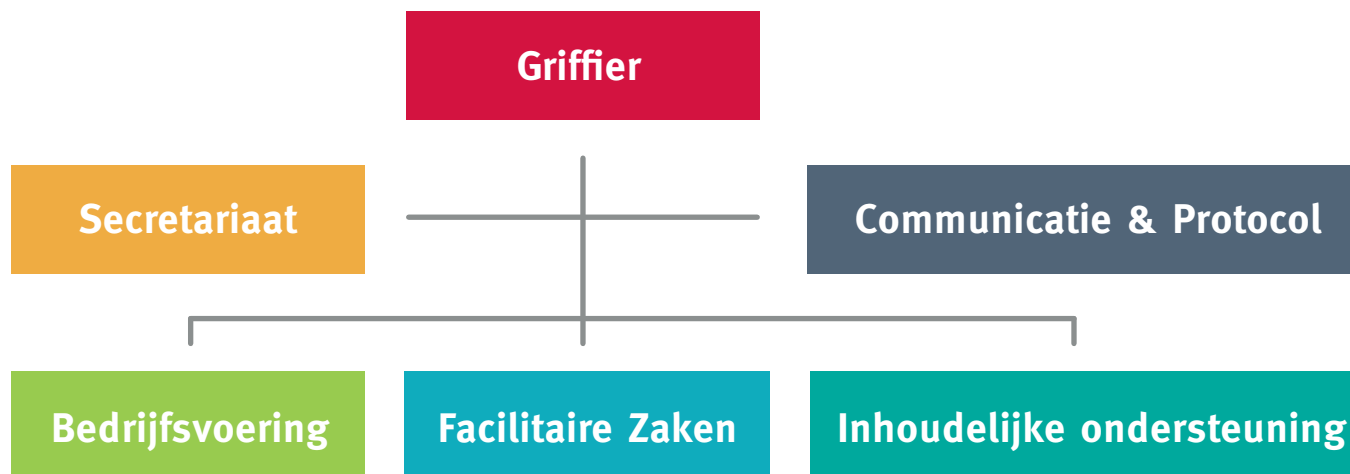 Griffier
Secretariaat
Communicatie & Protocol
Bedrijfsvoering
Facilitaire Zaken
Inhoudelijke ondersteuning